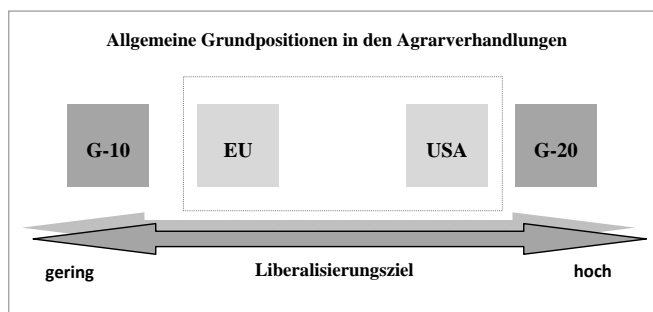 Allgemeine Grundpositionen in den Agrarverhandlungen
G-10 EU USA G-20
gering Liberalisierungsziel hoch